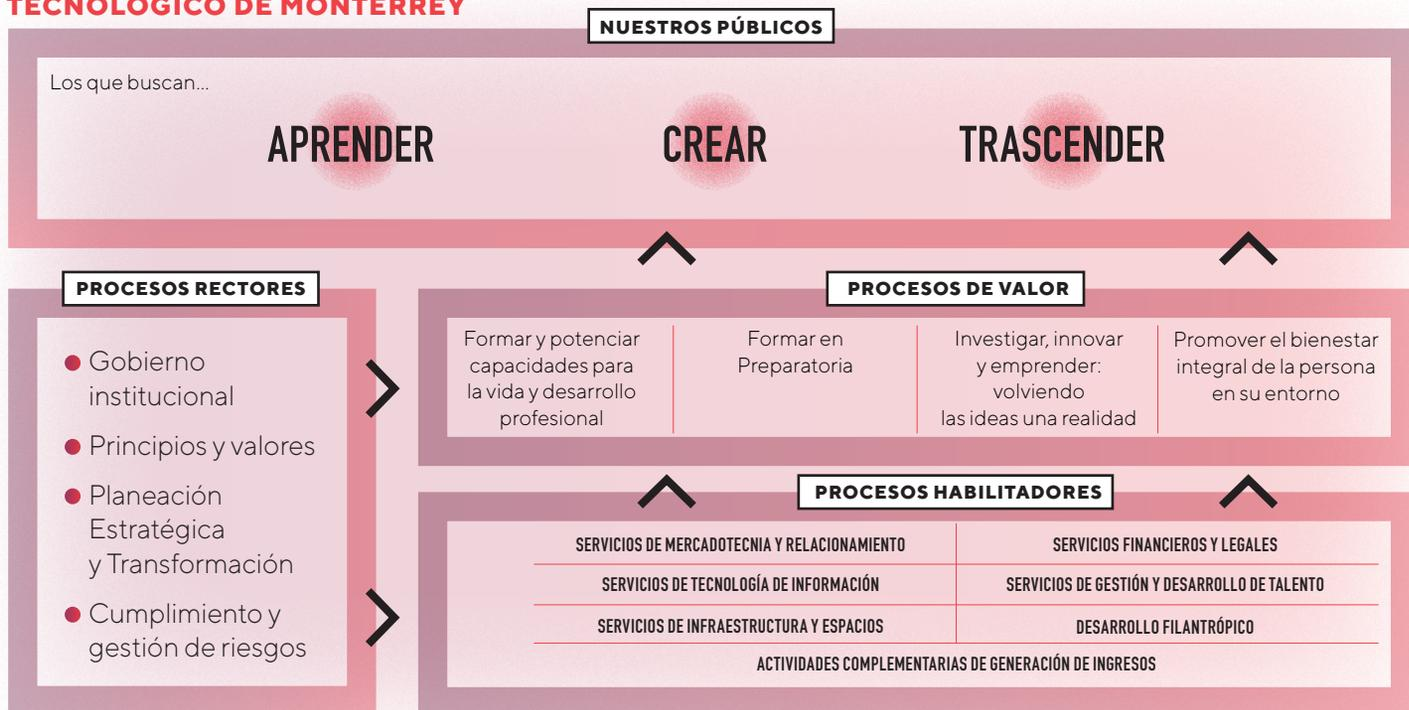 TECNOLÓGICO DE MONTERREY
NUESTROS PÚBLICOS
Los que buscan...
APRENDER
CREAR
TRASCENDER
PROCESOS RECTORES
Gobierno
institucional
Principios y valores
Planeación
Estratégica
y Transformación
Cumplimiento y
gestión de riesgos
PROCESOS DE VALOR
Formar y potenciar
capacidades para
la vida y desarrollo
profesional
Formar en
Preparatoria
Investigar, innovar
y emprender:
volviendo
las ideas una realidad
Promover el bienestar
integral de la persona
en su entorno
PROCESOS HABILITADORES
SERVICIOS DE MERCADOTECNIA Y RELACIONAMIENTO
SERVICIOS FINANCIEROS Y LEGALES
SERVICIOS DE TECNOLOGÍA DE INFORMACIÓN
SERVICIOS DE GESTIÓN Y DESARROLLO DE TALENTO
SERVICIOS DE INFRAESTRUCTURA Y ESPACIOS
DESARROLLO FILANTRÓPICO
ACTIVIDADES COMPLEMENTARIAS DE GENERACIÓN DE INGRESOS